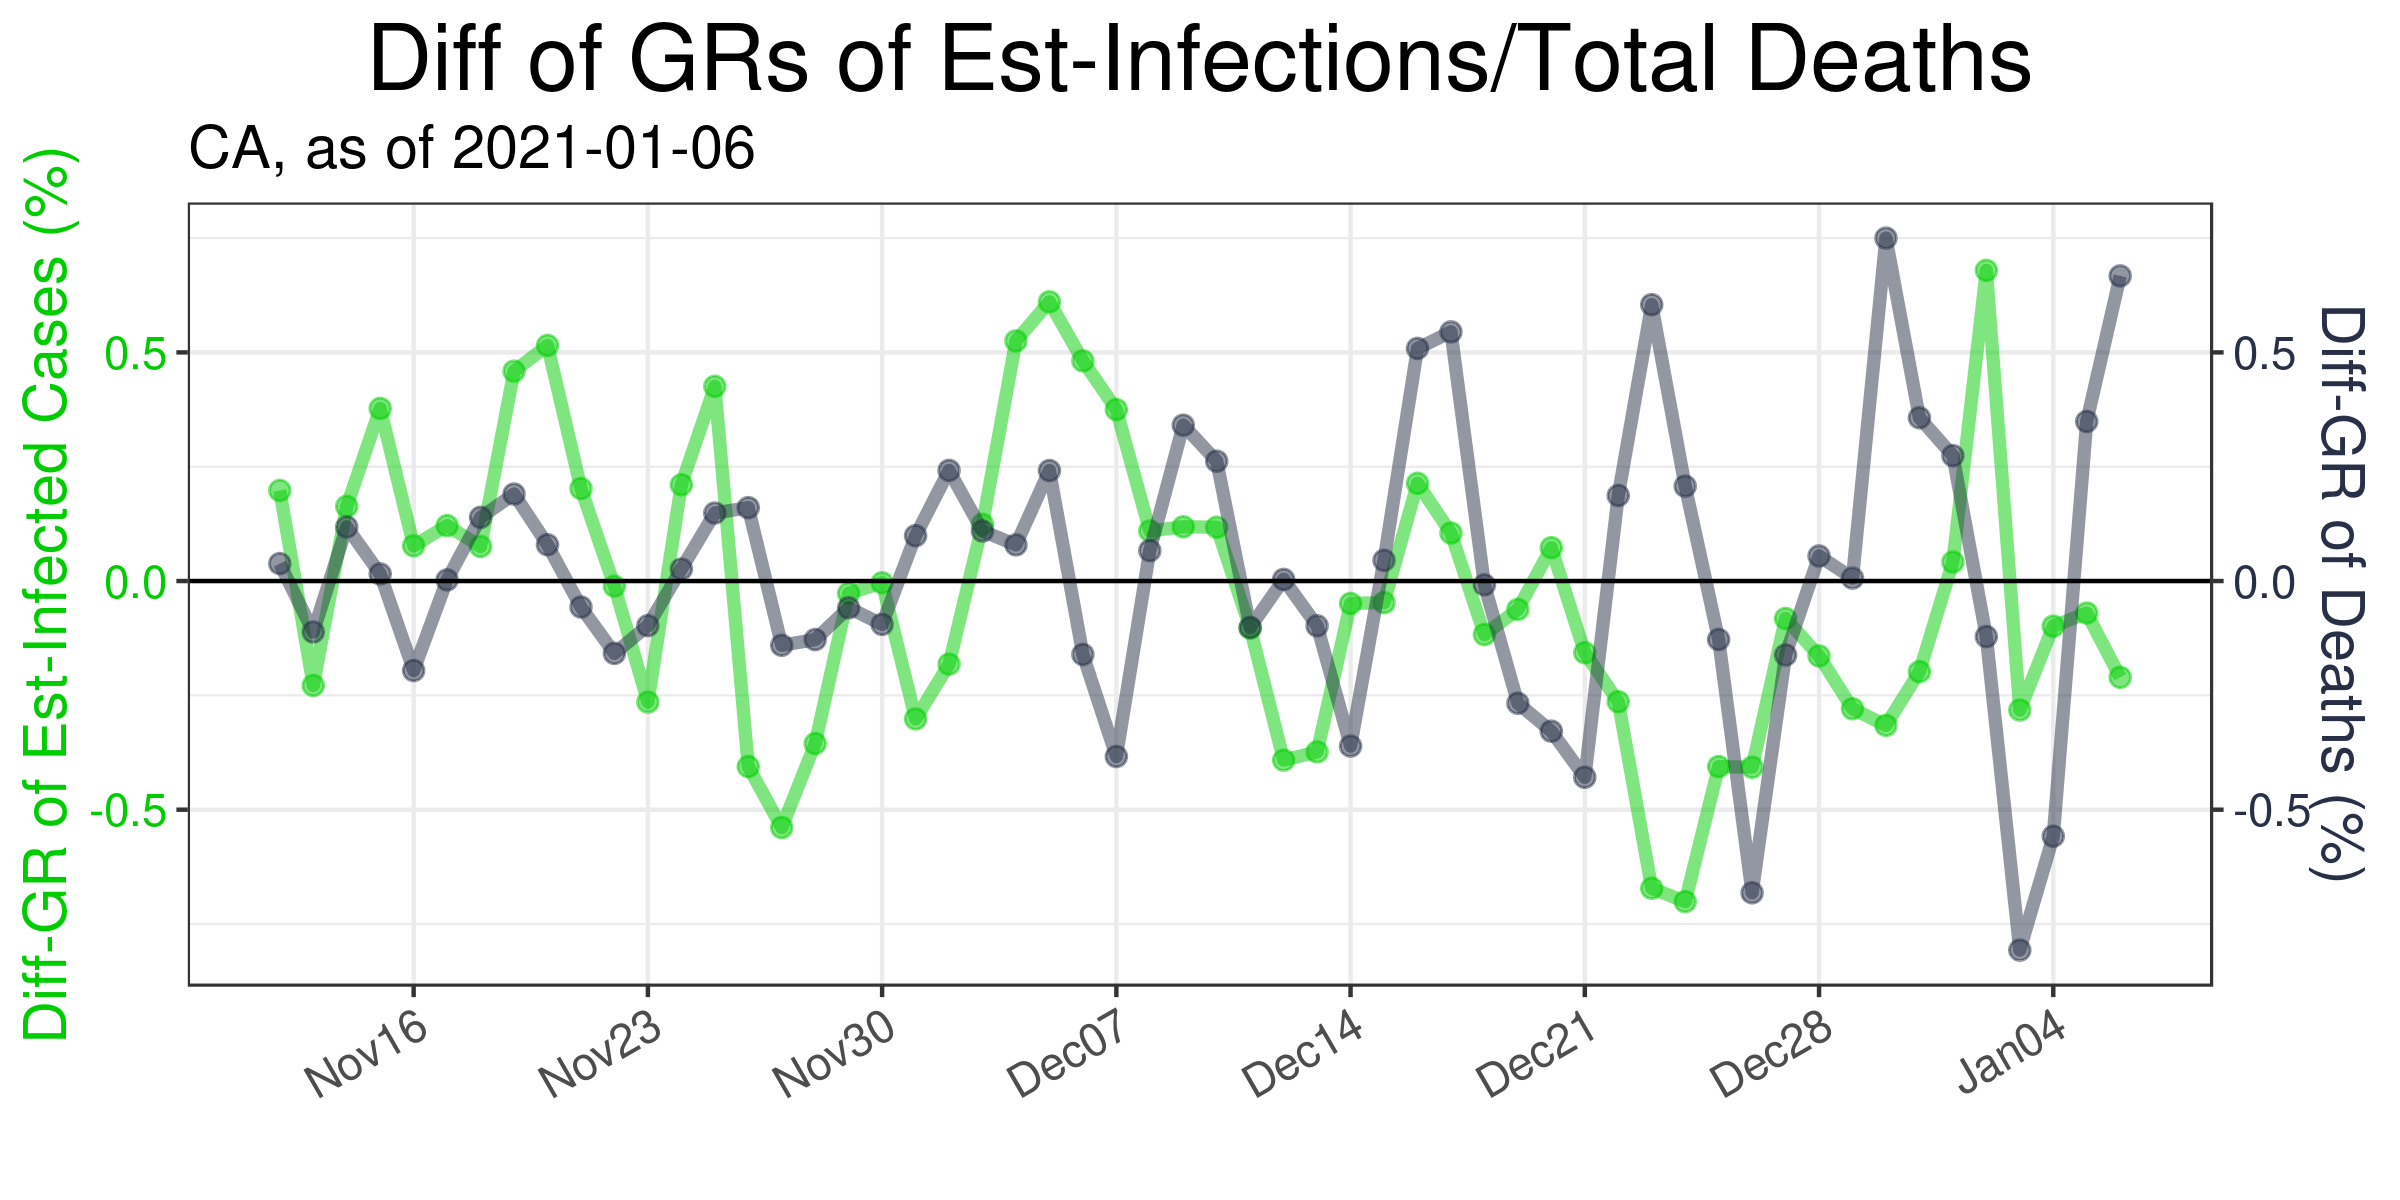 Diff of GRs of Est-Infections/Total Deaths
CA, as of 2021-01-06
Diff-GR of Est-Infected Cases (%)
0.5
0.0
-0.5
0.5
0.0
-0.5
Diff-GR of Deaths (%)
Nov16
Nov23
Nov30
Dec07
Dec14
Dec21
Dec28
Jan04